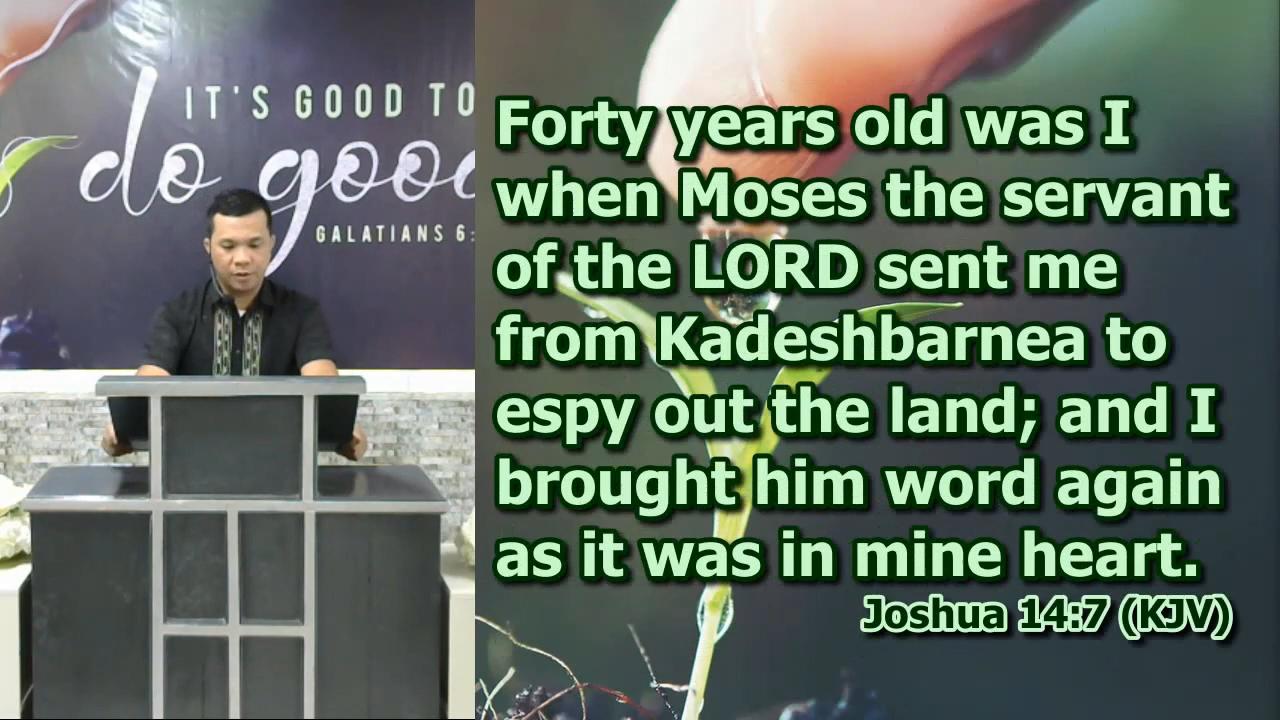 IT'S GOOD TO
do good
GALATIANS 6:
Forty years old was I
when Moses the servant
of the LORD sent me
from Kadeshbarnea to
espy out the land; and I
brought him word again
as it was in mine heart.
Joshua 14:7 (KJV)